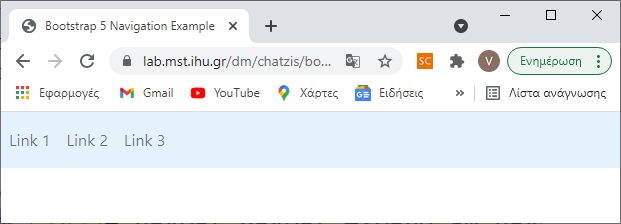 Bootstrap 5 Navigation Example
lab.mst.ihu.gr/dm/chatzis/bo...
SC
V
Ενημέρωση
Εφαρμογές
Gmail
YouTube
Χάρτες
Ειδήσεις
»
Λίστα ανάγνωσης
Link 1 Link 2 Link 3